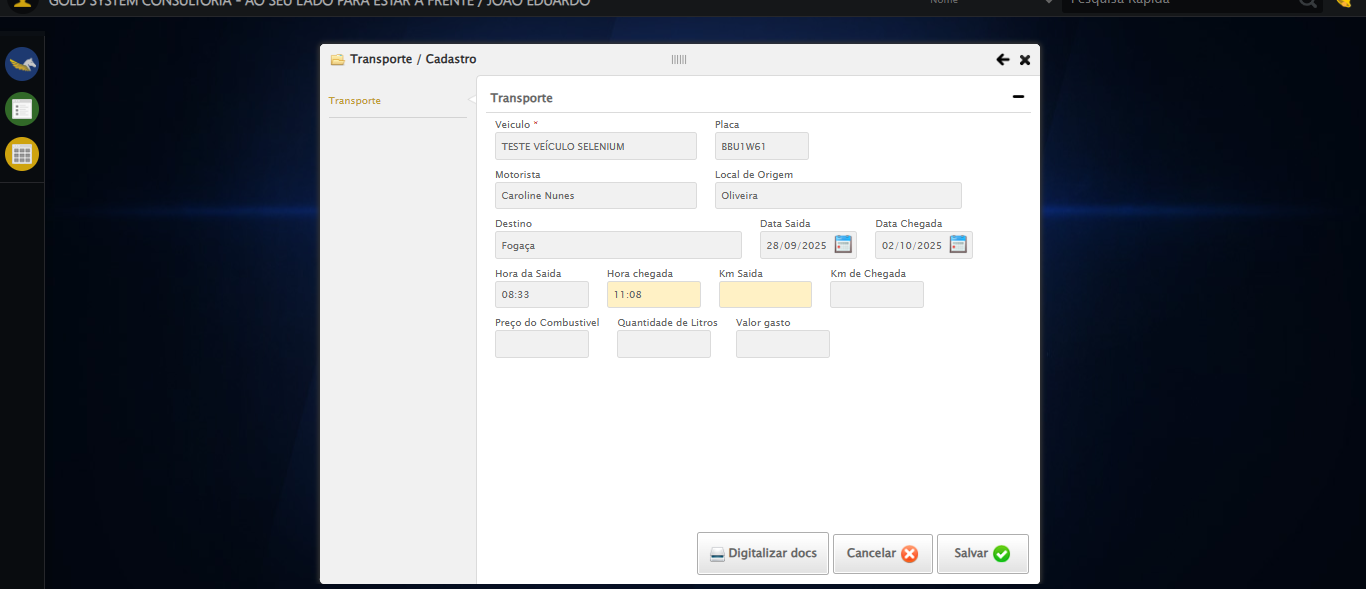 GOLD SYSTEM CONSULTORIA - AO SEU LADO PARA ESTAR À FRENTE / JOÃO EDUARDO
Nome
Pesquisa Rápida
Transporte / Cadastro
Transporte
Transporte
Veiculo *
Placa
TESTE VEÍCULO SELENIUM
BBU1W61
Motorista
Local de Origem
Caroline Nunes
Oliveira
Destino
Data Saida
Data Chegada
Fogaça
28/09/2025
02/10/2025
Hora da Saida
Hora chegada
Km Saida
Km de Chegada
08:33
11:08
Preço do Combustivel
Quantidade de Litros
Valor gasto
Digitalizar docs
Cancelar
Salvar